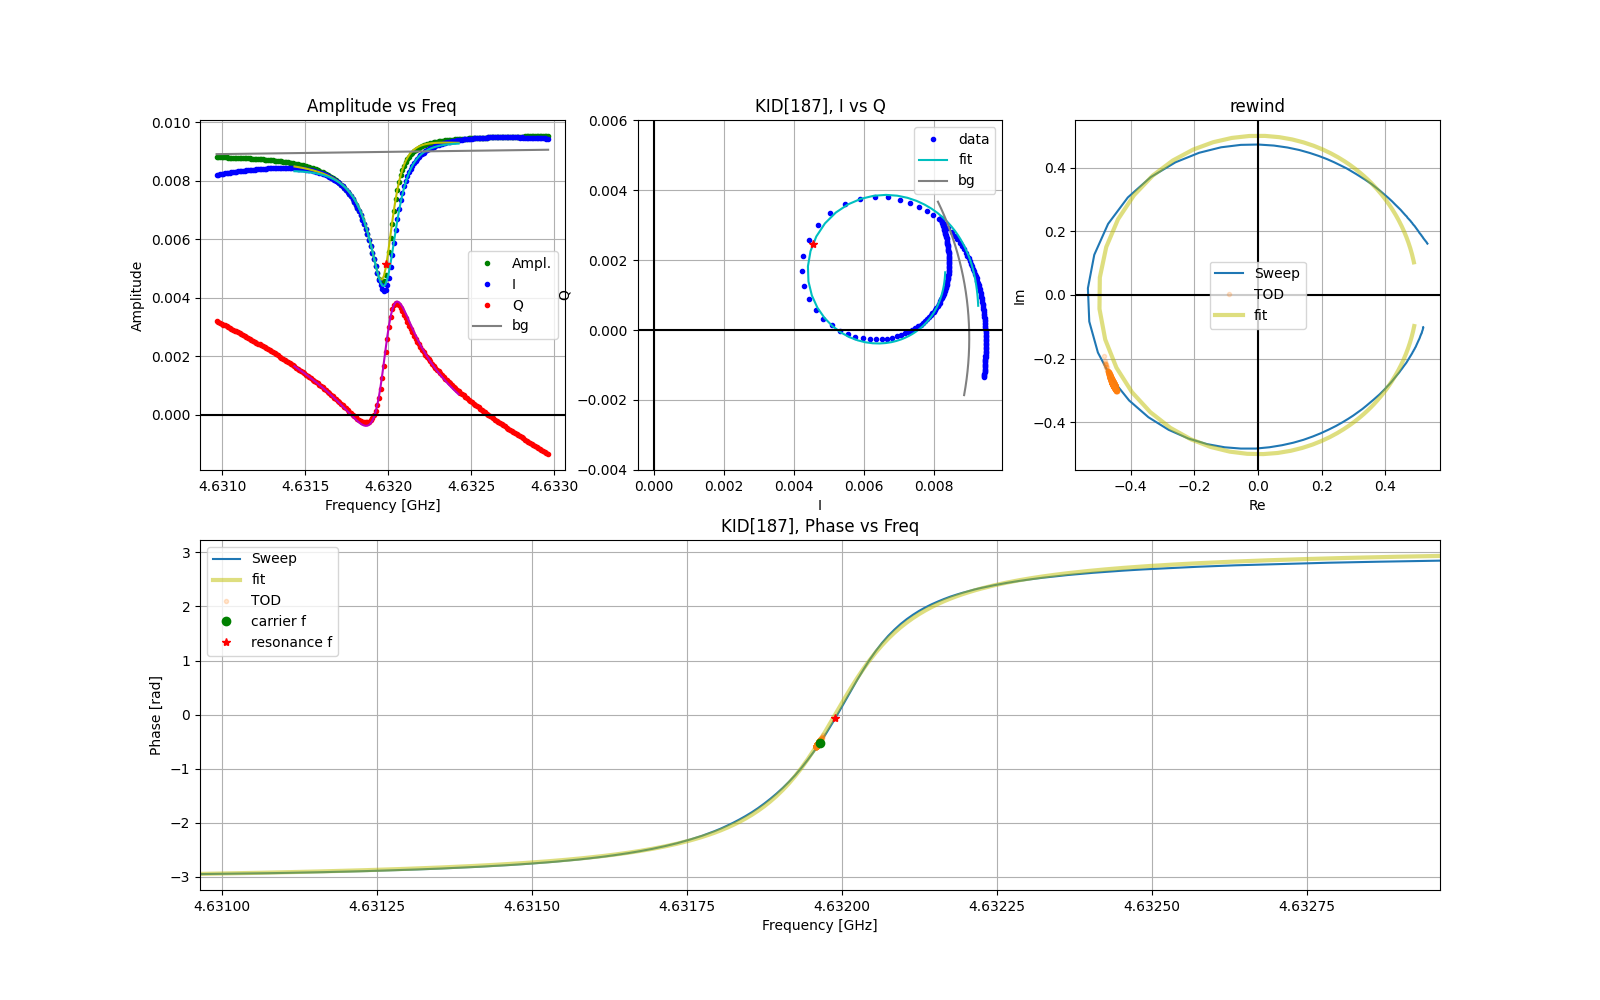 Amplitude vs Freq
0.010
0.008
0.006
0.004
0.002
0.000
Amplitude
Ampl.
I
Q
bg
4.6310
4.6315
4.6320
4.6325
4.6330
Frequency [GHz]
KID[187], I vs Q
0.006
0.004
0.002
0.000
−0.002
−0.004
Q
data
fit
bg
0.000
0.002
0.004
0.006
0.008
I
rewind
0.4
0.2
0.0
−0.2
−0.4
Im
Sweep
TOD
fit
−0.4
−0.2
0.0
0.2
0.4
Re
KID[187], Phase vs Freq
3
2
1
0
−1
−2
−3
Phase [rad]
Sweep
fit
TOD
carrier f
resonance f
4.63100
4.63125
4.63150
4.63175
4.63200
4.63225
4.63250
4.63275
Frequency [GHz]